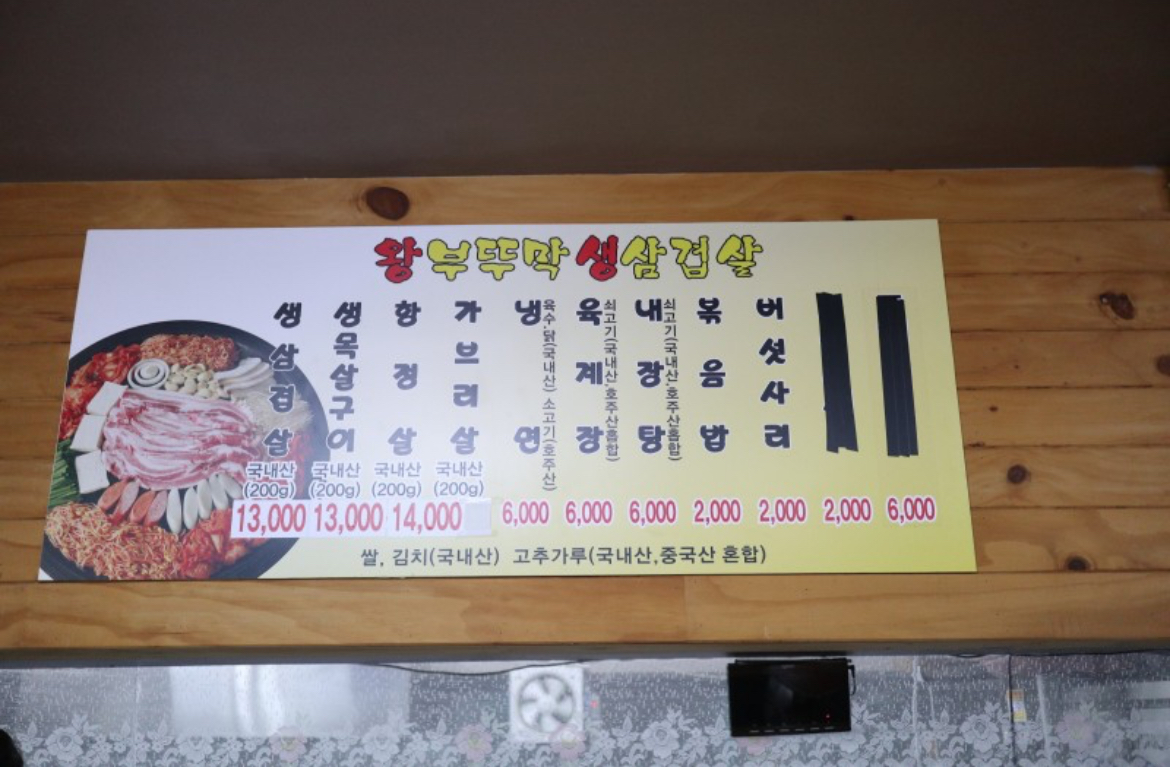 왕부뚜막 생삼겹살
생삼겹살 국내산 (200g) 13,000
생목살구이 국내산 (200g) 13,000
황정살 국내산 (200g) 14,000
가브리살 국내산 (200g)
냉면 육수.닭(국내산) 소고기(호주산) 6,000
육계장 쇠고기(국내산.호주산혼합) 6,000
내장탕 쇠고기(국내산.호주산혼합) 6,000
볶음밥 2,000
버섯사리 2,000
2,000
6,000
쌀, 김치(국내산) 고추가루(국내산,중국산 혼합)